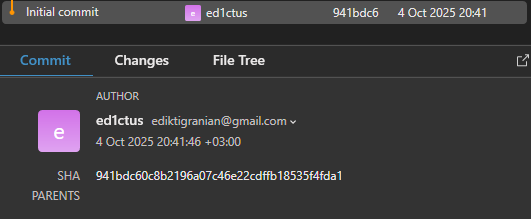 Initial commit e ed1ctus 941bdc6 4 Oct 2025 20:41
Commit Changes File Tree
AUTHOR
e ed1ctus ediktigranian@gmail.com
4 Oct 2025 20:41:46 +03:00
SHA 941bdc60c8b2196a07c46e22cdffb18535f4fda1
PARENTS